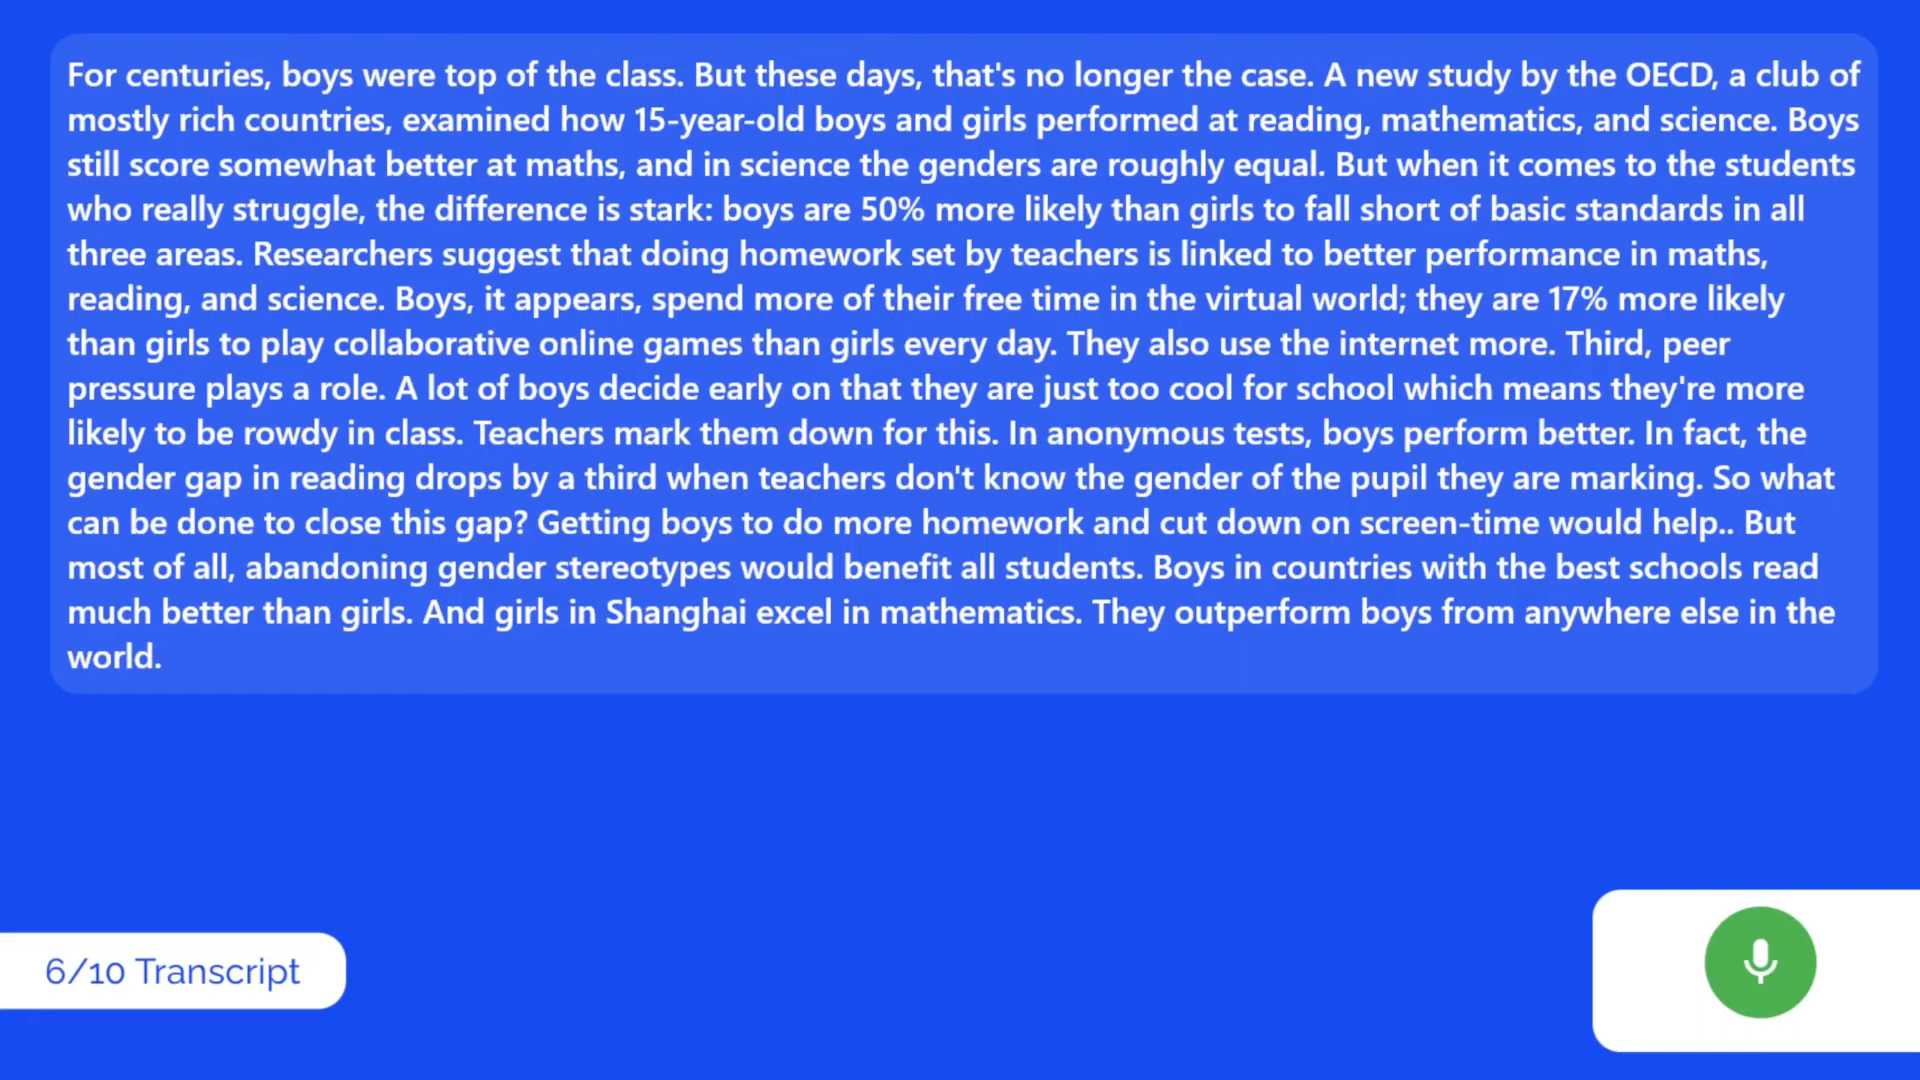 For centuries, boys were top of the class. But these days, that's no longer the case. A new study by the OECD, a club of
mostly rich countries, examined how 15-year-old boys and girls performed at reading, mathematics, and science. Boys
still score somewhat better at maths, and in science the genders are roughly equal. But when it comes to the students
who really struggle, the difference is stark: boys are 50% more likely than girls to fall short of basic standards in all
three areas. Researchers suggest that doing homework set by teachers is linked to better performance in maths,
reading, and science. Boys, it appears, spend more of their free time in the virtual world; they are 17% more likely
than girls to play collaborative online games than girls every day. They also use the internet more. Third, peer
pressure plays a role. A lot of boys decide early on that they are just too cool for school which means they're more
likely to be rowdy in class. Teachers mark them down for this. In anonymous tests, boys perform better. In fact, the
gender gap in reading drops by a third when teachers don't know the gender of the pupil they are marking. So what
can be done to close this gap? Getting boys to do more homework and cut down on screen-time would help.. But
most of all, abandoning gender stereotypes would benefit all students. Boys in countries with the best schools read
much better than girls. And girls in Shanghai excel in mathematics. They outperform boys from anywhere else in the
world.
6/10 Transcript